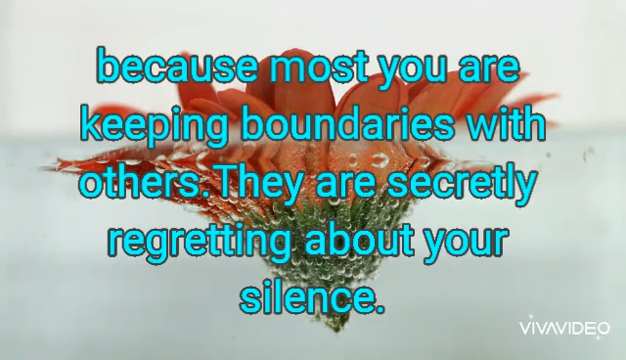 because most you are
keeping boundaries with
others.They are secretly
regretting about your
silence.
VIVAVIDEO